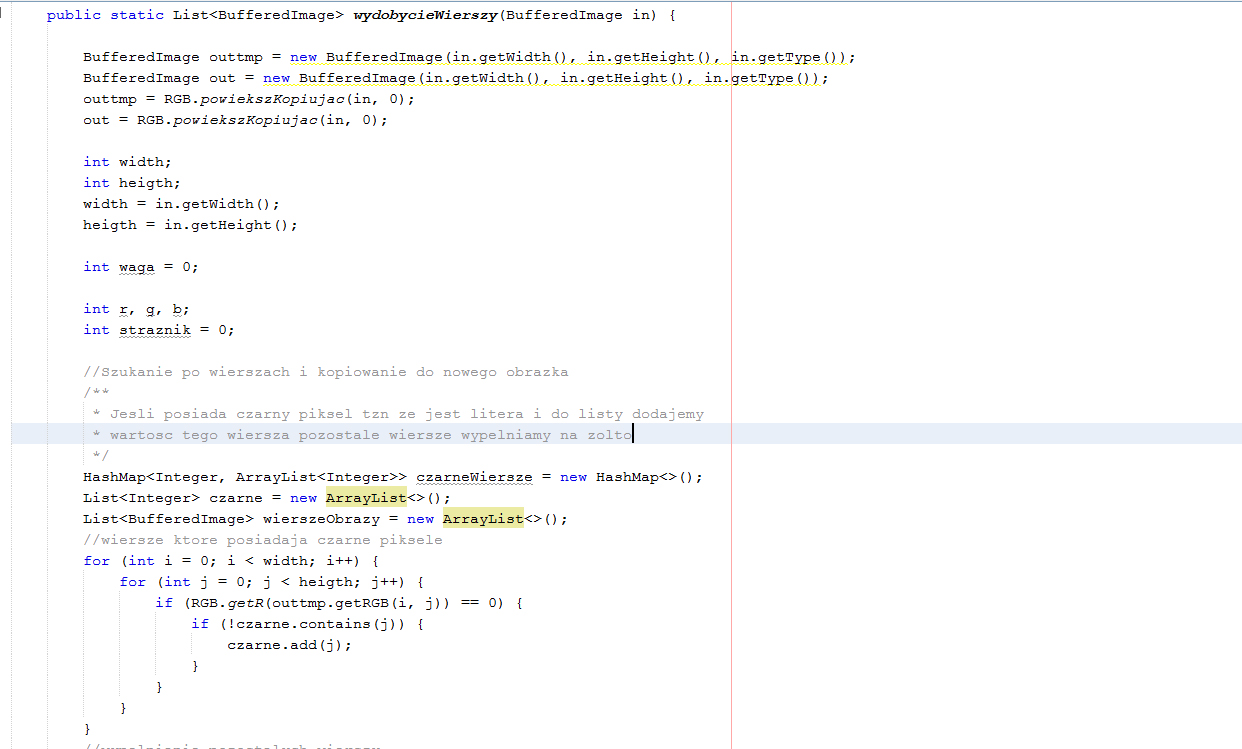 public static List<BufferedImage> wydobycieWierszy(BufferedImage in) {
BufferedImage outtmp = new BufferedImage(in.getWidth(), in.getHeight(), in.getType());
BufferedImage out = new BufferedImage(in.getWidth(), in.getHeight(), in.getType());
outtmp = RGB.powiekszKopiujac(in, 0);
out = RGB.powiekszKopiujac(in, 0);
int width;
int heigth;
width = in.getWidth();
heigth = in.getHeight();
int waga = 0;
int r, g, b;
int straznik = 0;
//Szukanie po wierszach i kopiowanie do nowego obrazka
/**
* Jesli posiada czarny piksel tzn ze jest litera i do listy dodajemy
* wartosc tego wiersza pozostale wiersze wypelniamy na zolto
*/
HashMap<Integer, ArrayList<Integer>> czarneWiersze = new HashMap<>();
List<Integer> czarne = new ArrayList<>();
List<BufferedImage> wierszeObrazy = new ArrayList<>();
//wiersze ktore posiadaja czarne piksele
for (int i = 0; i < width; i++) {
for (int j = 0; j < heigth; j++) {
if (RGB.getR(outtmp.getRGB(i, j)) == 0) {
if (!czarne.contains(j)) {
czarne.add(j);
}
}
}
}
//wypelnienie pozostalych wierszy